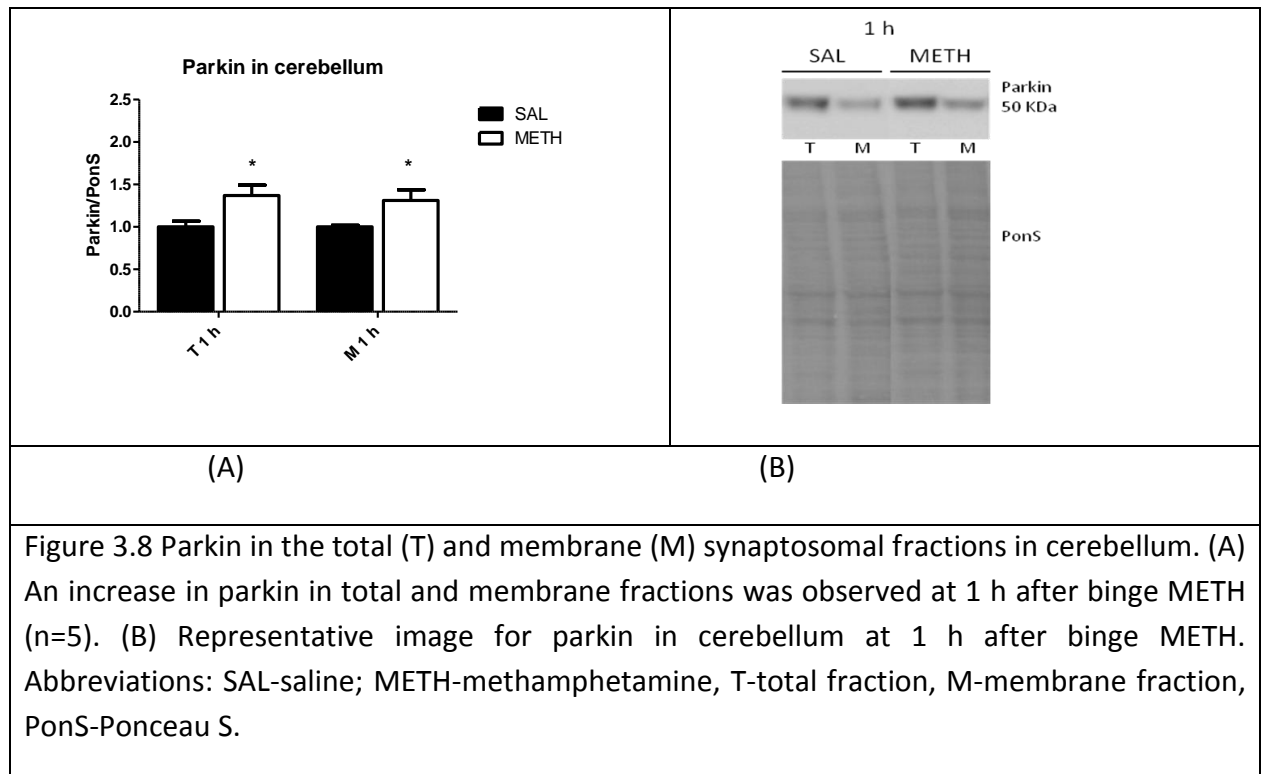 Parkin in cerebellum
2.5
2.0
1.5
1.0
0.5
0.0
Parkin/PonS
* *
T 1 h M 1 h
SAL
METH
1 h
SAL METH
Parkin
50 KDa
T M T M
PonS
(A) (B)
Figure 3.8 Parkin in the total (T) and membrane (M) synaptosomal fractions in cerebellum. (A)
An increase in parkin in total and membrane fractions was observed at 1 h after binge METH
(n=5). (B) Representative image for parkin in cerebellum at 1 h after binge METH.
Abbreviations: SAL-saline; METH-methamphetamine, T-total fraction, M-membrane fraction,
PonS-Ponceau S.